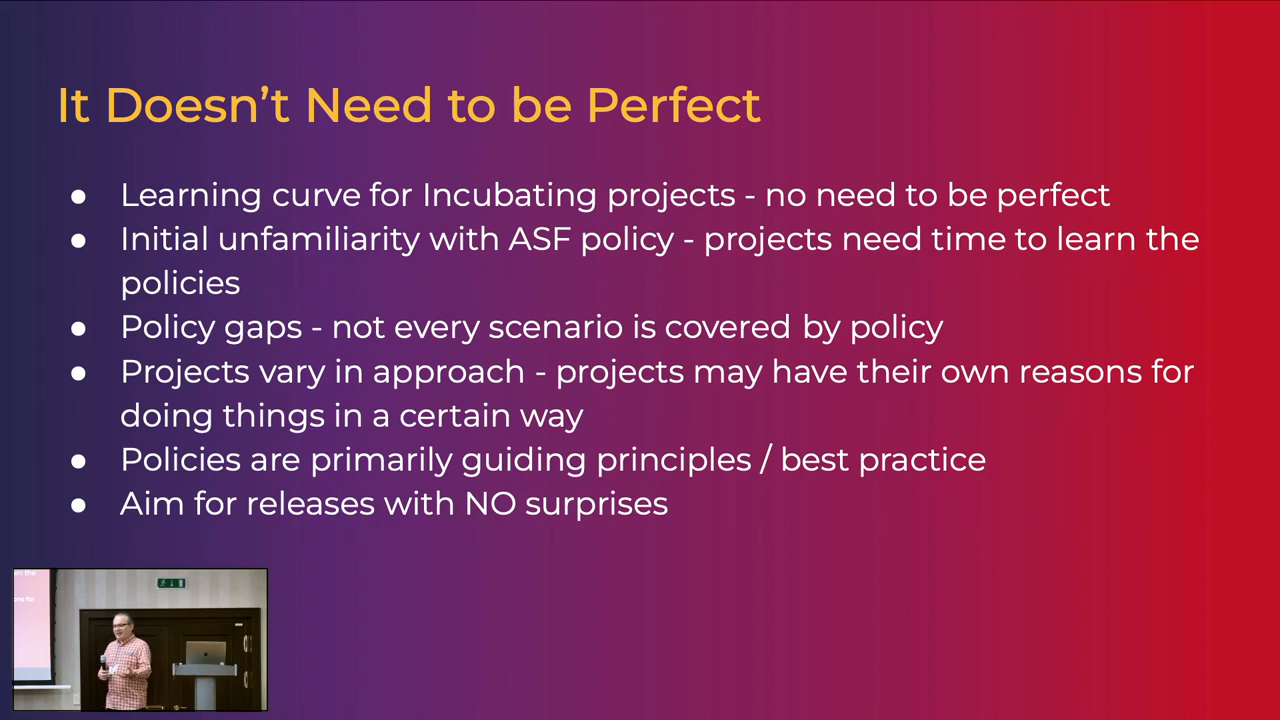 It Doesn’t Need to be Perfect
● Learning curve for Incubating projects - no need to be perfect
● Initial unfamiliarity with ASF policy - projects need time to learn the
policies
● Policy gaps - not every scenario is covered by policy
● Projects vary in approach - projects may have their own reasons for
doing things in a certain way
● Policies are primarily guiding principles / best practice
● Aim for releases with NO surprises